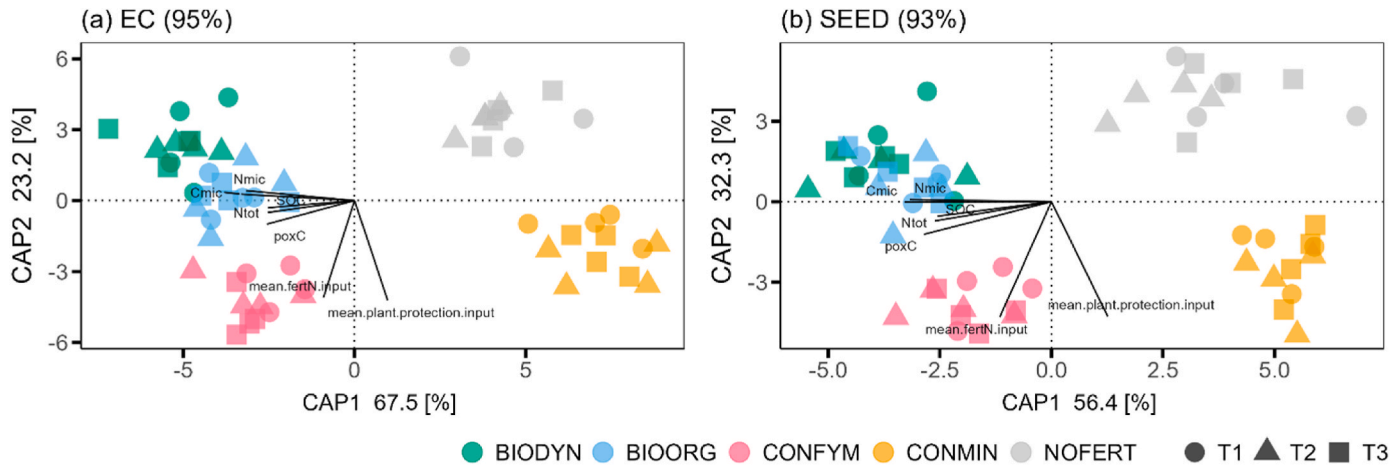 (a) EC (95%)
(b) SEED (93%)
CAP2 23.2 [%]
6
3
0
-3
-6
Nmic
Cmic
SOC
Ntot
poxC
mean.fertN.input
mean.plant.protection.input
-5
0
5
CAP1 67.5 [%]
CAP2 32.3 [%]
3
0
-3
Cmic
Nmic
SOC
Ntot
poxC
mean.plant.protection.input
mean.fertN.input
-5.0
-2.5
0.0
2.5
5.0
CAP1 56.4 [%]
BIODYN BIOORG CONFYM CONMIN NOFERT T1 T2 T3